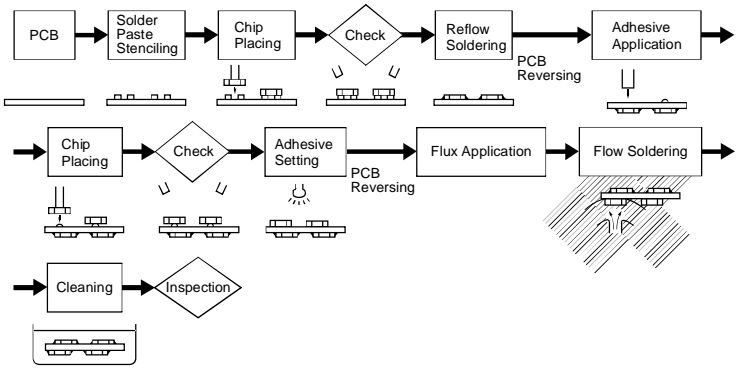 PCB
Solder
Paste
Stenciling
Chip
Placing
Check
Reflow
Soldering
PCB
Reversing
Adhesive
Application
Chip
Placing
Check
Adhesive
Setting
PCB
Reversing
Flux Application
Flow Soldering
Cleaning
Inspection